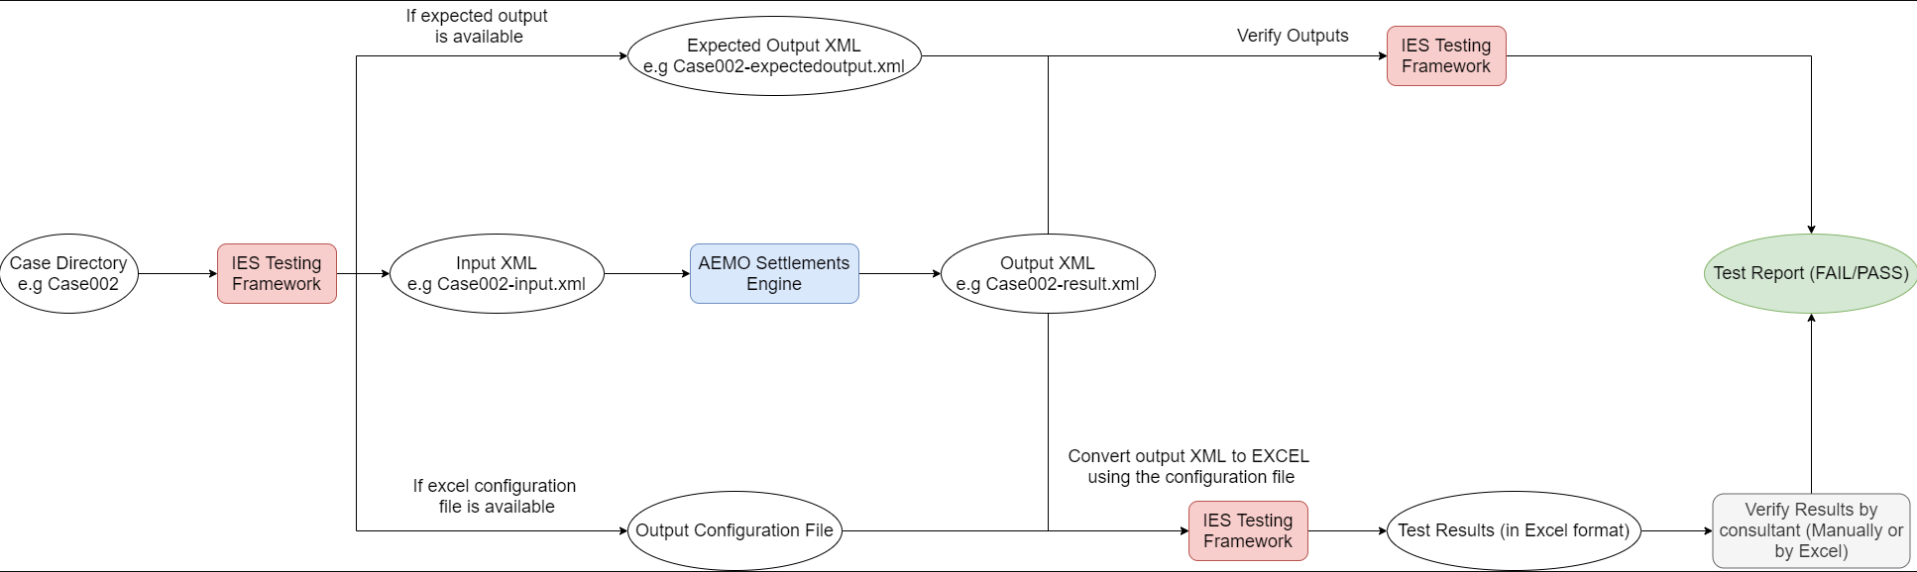 If expected output
is available
Expected Output XML
e.g Case002-expectedoutput.xml
Verify Outputs
IES Testing
Framework
Case Directory
e.g Case002
IES Testing
Framework
Input XML
e.g Case002-input.xml
AEMO Settlements
Engine
Output XML
e.g Case002-result.xml
Test Report (FAIL/PASS)
If excel configuration
file is available
Output Configuration File
Convert output XML to EXCEL
using the configuration file
IES Testing
Framework
Test Results (in Excel format)
Verify Results by
consultant (Manually or
by Excel)